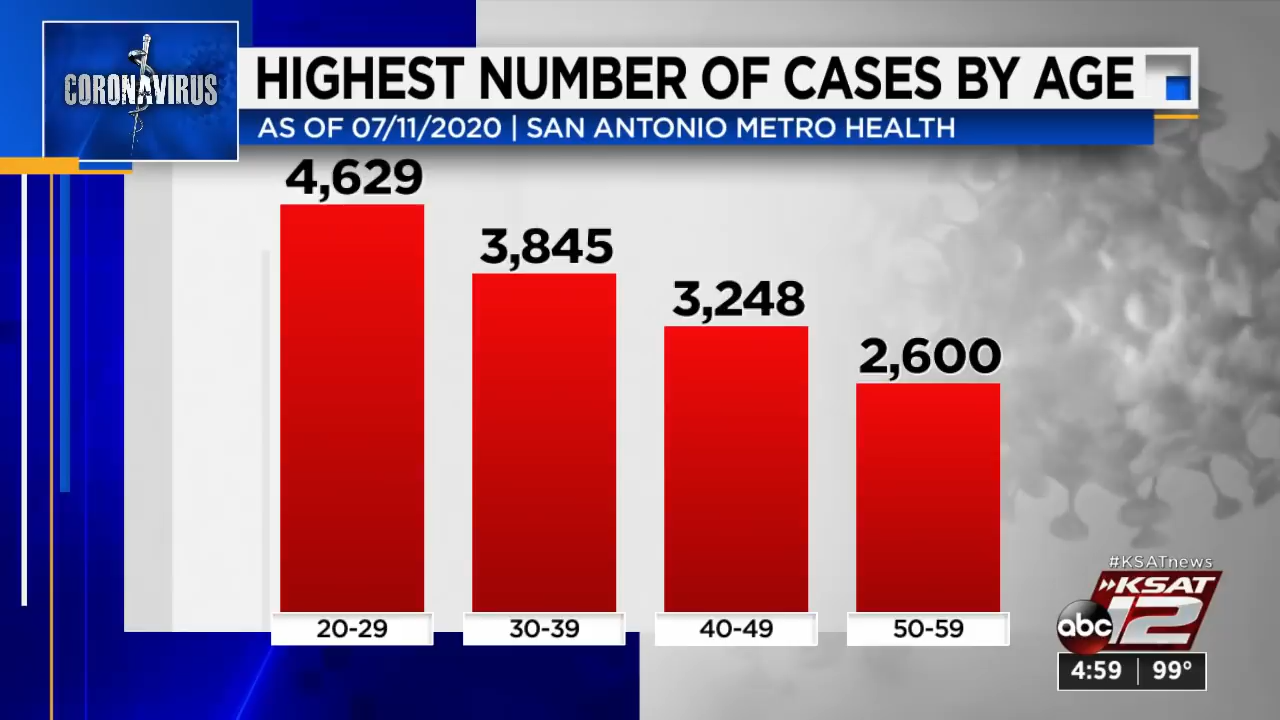 CORONAVIRUS
HIGHEST NUMBER OF CASES BY AGE
AS OF 07/11/2020 | SAN ANTONIO METRO HEALTH
4,629
3,845
3,248
2,600
20-29
30-39
40-49
50-59
#KSATnews
KSAT
abc 12
4:59 | 99°